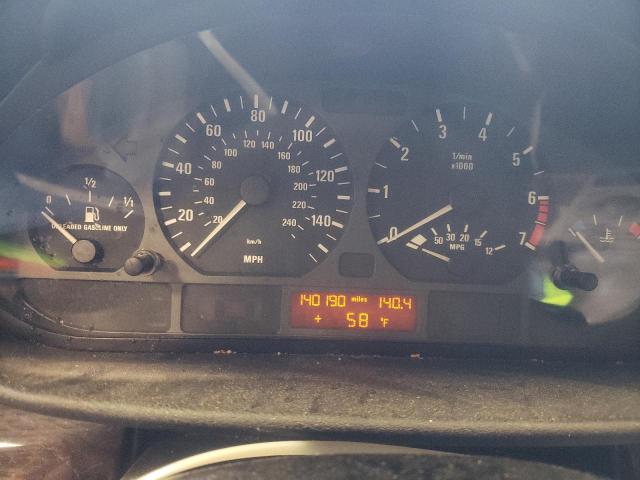 0 1/2 1/1
UNLEADED GASOLINE ONLY
20 40 60 80 100 120 140
20 40 60 80 100 120 140 160 180 200 220 240
km/h
MPH
0 1 2 3 4 5 6 7
1/min
x1000
50 30 20 15 12
MPG
140190 miles 140.4
+ 58 °F